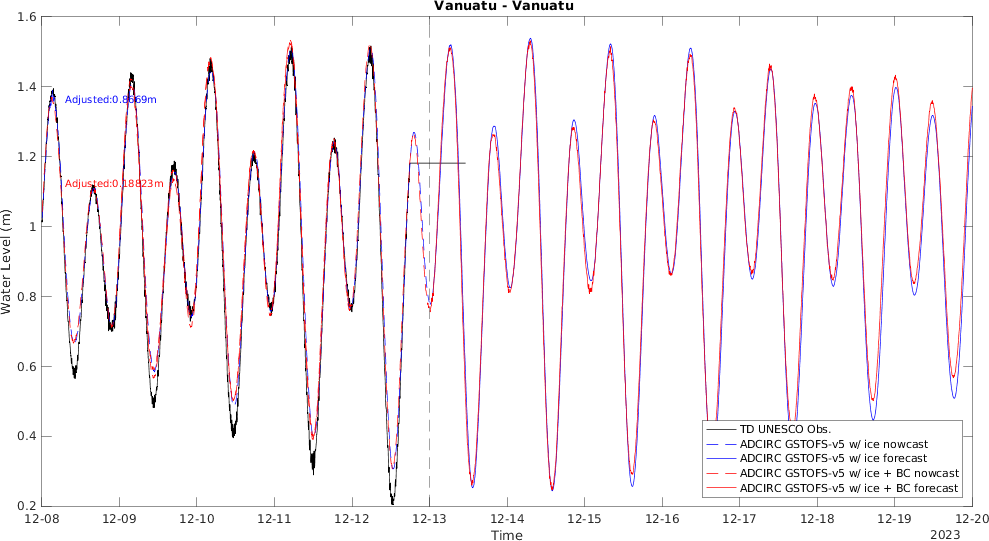 Vanuatu - Vanuatu
1.6
1.4
1.2
1
0.8
0.6
0.4
0.2
Water Level (m)
Adjusted:0.8669m
Adjusted:0.18823m
TD UNESCO Obs.
ADCIRC GSTOFS-v5 w/ ice nowcast
ADCIRC GSTOFS-v5 w/ ice forecast
ADCIRC GSTOFS-v5 w/ ice + BC nowcast
ADCIRC GSTOFS-v5 w/ ice + BC forecast
12-08 12-09 12-10 12-11 12-12 12-13 12-14 12-15 12-16 12-17 12-18 12-19 12-20
Time
2023